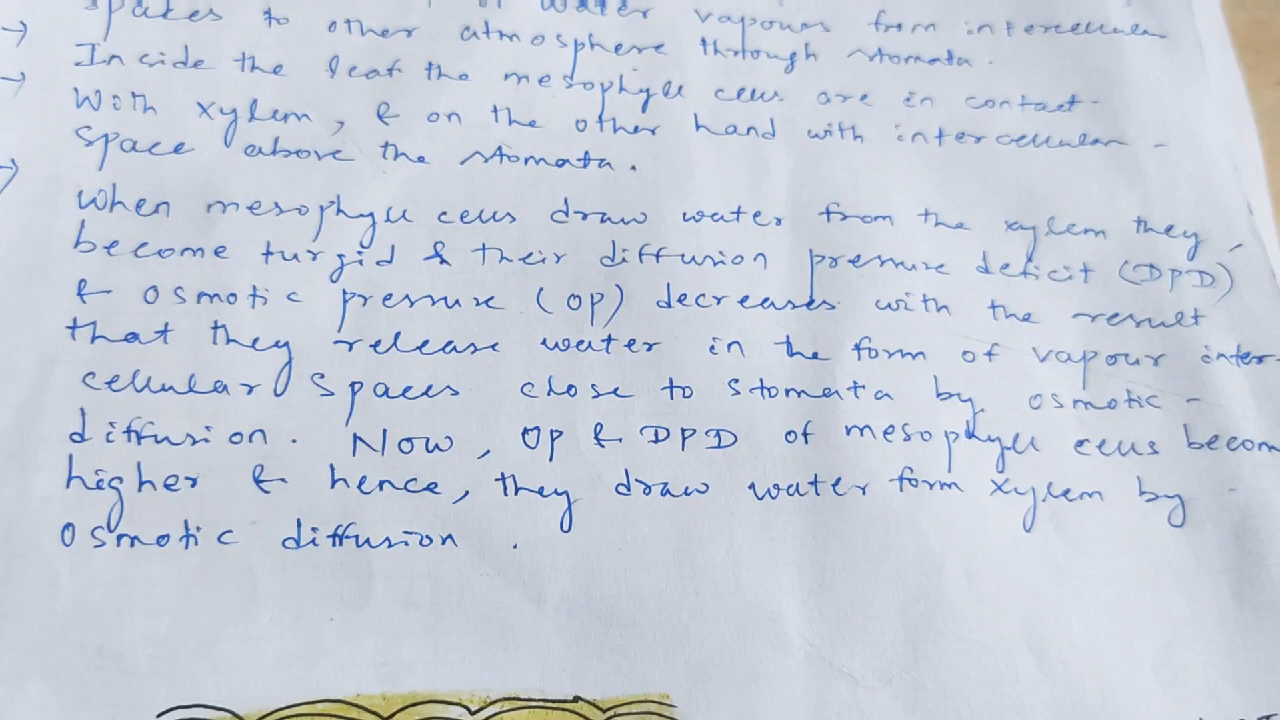 spaces to other atmosphere through stomata.
water vapours from intercellular
→ Inside the leaf the mesophyll cells are in contact-
→ With xylem, & on the other hand with intercellular -
space above the stomata.
→ When mesophyll cells draw water from the xylem they,
become turgid & their diffusion pressure deficit (DPD)
& osmotic pressure (OP) decreases with the result
that they release water in the form of vapour inter-
cellular spaces close to stomata by osmotic -
diffusion. Now, OP & DPD of mesophyll cells becom
higher & hence, they draw water form xylem by -
osmotic diffusion.